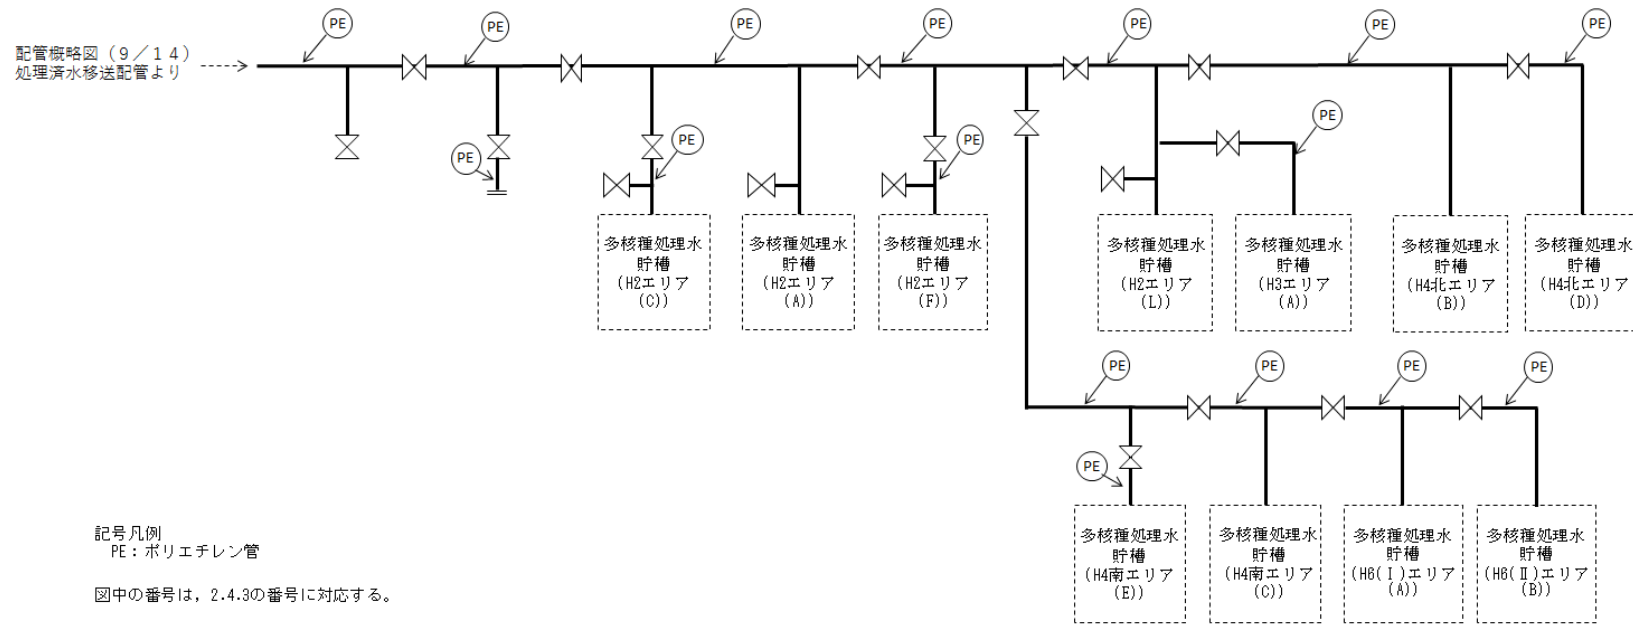 PE
PE
PE
PE
PE
PE
PE
配管概略図（９／１４）
処理済水移送配管より
PE
PE
PE
PE
多核種処理水
貯槽
(H2エリア
(C))
多核種処理水
貯槽
(H2エリア
(A))
多核種処理水
貯槽
(H2エリア
(F))
多核種処理水
貯槽
(H2エリア
(L))
多核種処理水
貯槽
(H3エリア
(A))
多核種処理水
貯槽
(H4北エリア
(B))
多核種処理水
貯槽
(H4北エリア
(D))
PE
PE
PE
PE
PE
多核種処理水
貯槽
(H4南エリア
(E))
多核種処理水
貯槽
(H4南エリア
(C))
多核種処理水
貯槽
(H6(Ⅰ)エリア
(A))
多核種処理水
貯槽
(H6(Ⅱ)エリア
(B))
記号凡例
PE：ポリエチレン管
図中の番号は，2.4.3の番号に対応する。